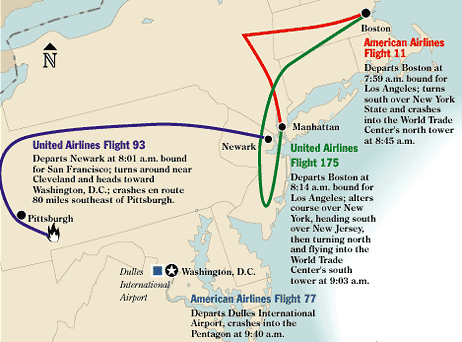 Boston
American Airlines
Flight 11
Departs Boston at
7:59 a.m. bound for
Los Angeles; turns
south over New York
State and crashes
into the World Trade
Center's north tower
at 8:45 a.m.
N
Manhattan
Newark
United Airlines Flight 93
Departs Newark at 8:01 a.m. bound
for San Francisco; turns around near
Cleveland and heads toward
Washington, D.C.; crashes en route
80 miles southeast of Pittsburgh.
United Airlines
Flight 175
Departs Boston at
8:14 a.m. bound for
Los Angeles; alters
course over New
York, heading south
over New Jersey,
then turning north
and flying into the
World Trade
Center's south
tower at 9:03 a.m.
Pittsburgh
Dulles
International
Airport
Washington, D.C.
American Airlines Flight 77
Departs Dulles International
Airport, crashes into the
Pentagon at 9:40 a.m.